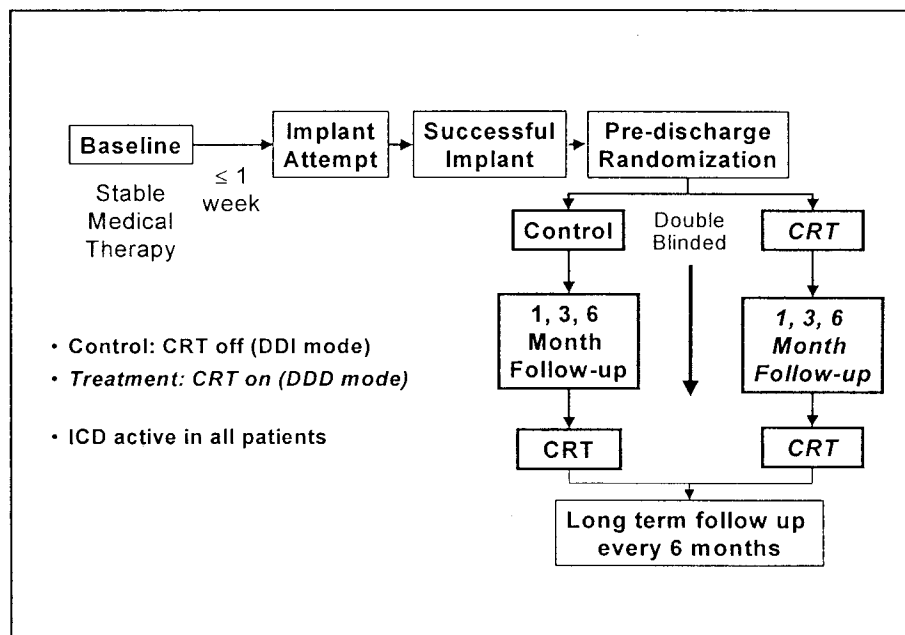 Baseline
≤ 1
week
Stable
Medical
Therapy
Implant
Attempt
Successful
Implant
Pre-discharge
Randomization
Control
Double
Blinded
CRT
1, 3, 6
Month
Follow-up
1, 3, 6
Month
Follow-up
CRT
CRT
Long term follow up
every 6 months
• Control: CRT off (DDI mode)
• Treatment: CRT on (DDD mode)
• ICD active in all patients